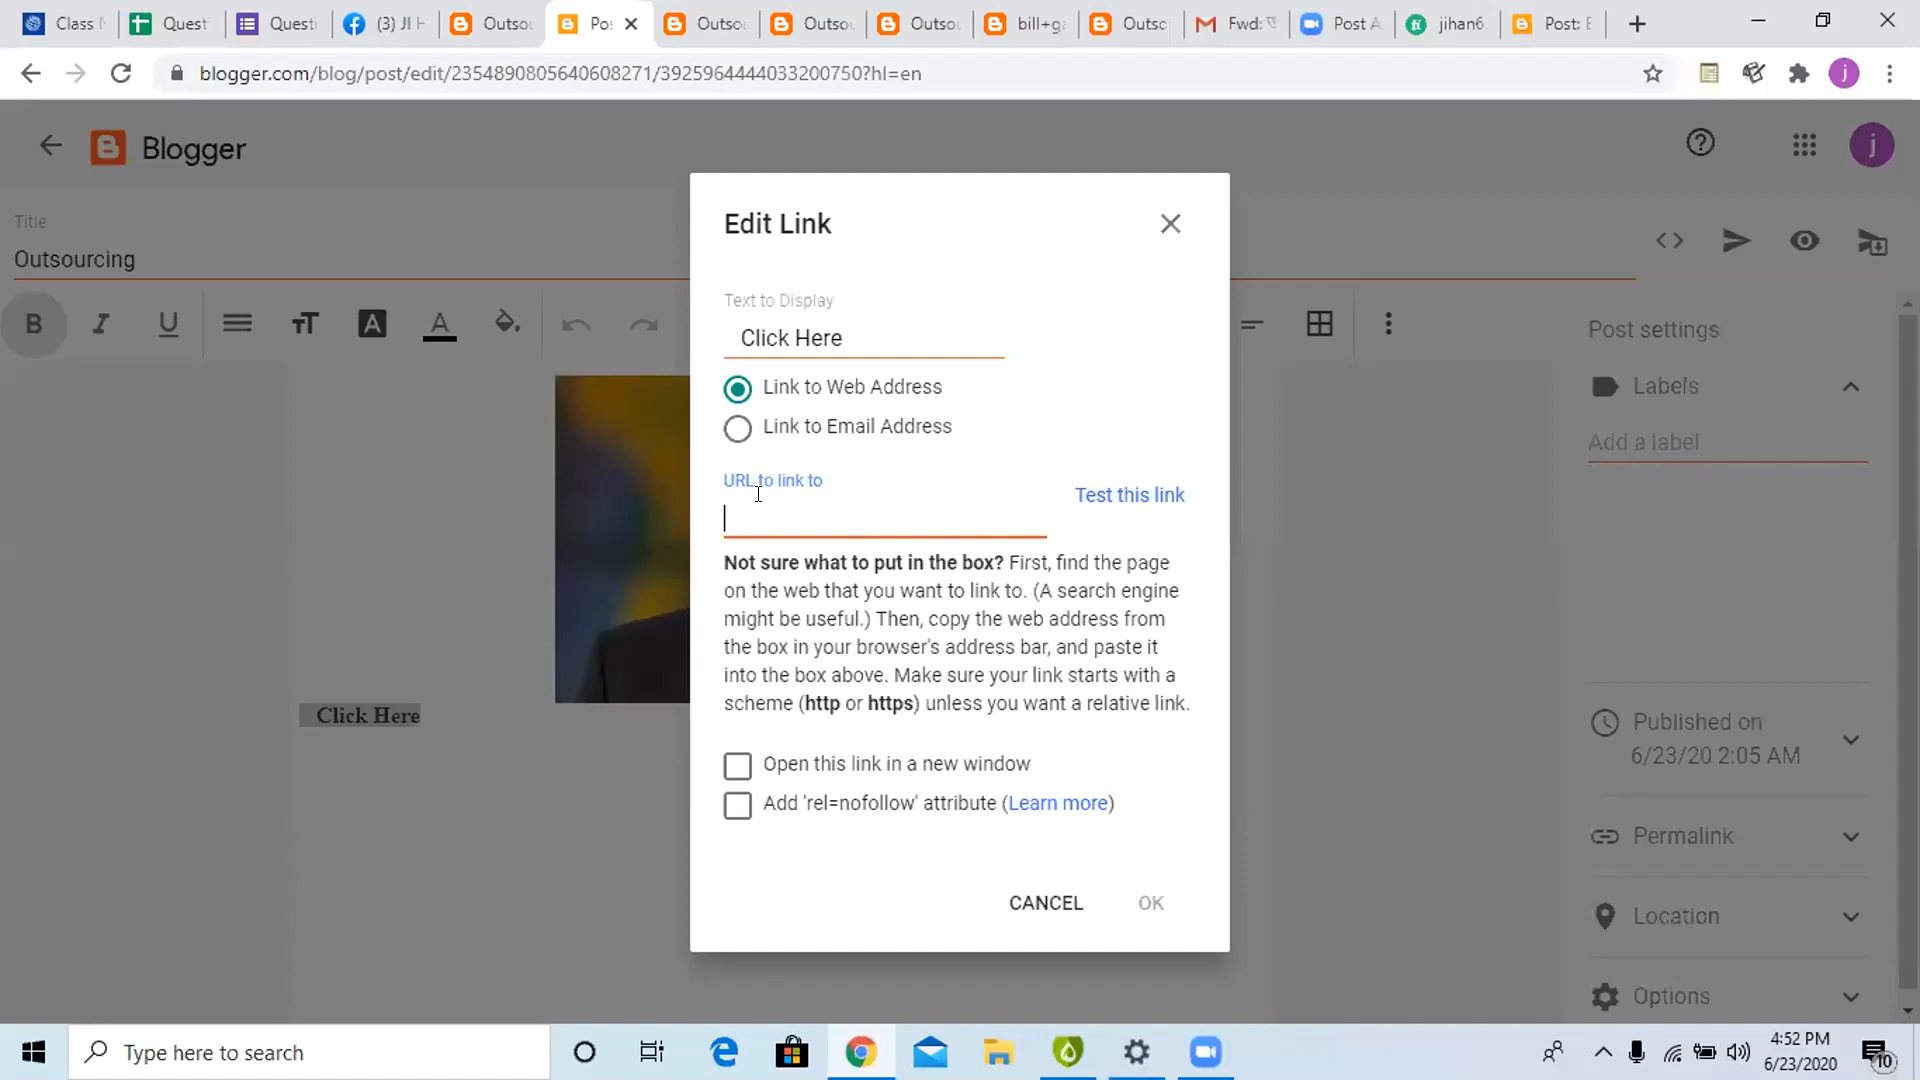 Class N
Questi
Questi
(3) JI H
Outsou
Pos
Outsou
Outsou
Outsou
bill+ga
Outsc
Fwd:
Post A
jihan6
Post: E
blogger.com/blog/post/edit/2354890805640608271/3925964444033200750?hl=en
j
Blogger
j
Title
Outsourcing
Edit Link
Text to Display
Click Here
Link to Web Address
Link to Email Address
URL to link to
Test this link
Not sure what to put in the box? First, find the page
on the web that you want to link to. (A search engine
might be useful.) Then, copy the web address from
the box in your browser's address bar, and paste it
into the box above. Make sure your link starts with a
scheme (http or https) unless you want a relative link.
Open this link in a new window
Add 'rel=nofollow' attribute (Learn more)
CANCEL
OK
Click Here
Post settings
Labels
Add a label
Published on
6/23/20 2:05 AM
Permalink
Location
Options
Type here to search
4:52 PM
6/23/2020
10